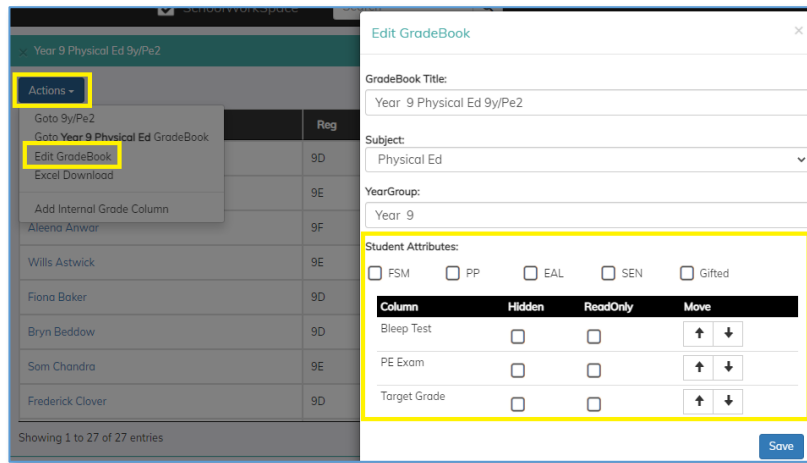 SchoolWorkSpace
Year 9 Physical Ed 9y/Pe2
Actions
Goto 9y/Pe2
Goto Year 9 Physical Ed GradeBook
Edit GradeBook
Excel Download
Add Internal Grade Column
Reg
9D
9E
Aleena Anwar 9F
Wills Astwick 9E
Fiona Baker 9D
Bryn Beddow 9D
Som Chandra 9E
Frederick Clover 9D
Showing 1 to 27 of 27 entries
Edit GradeBook ×
GradeBook Title:
Year 9 Physical Ed 9y/Pe2
Subject:
Physical Ed
YearGroup:
Year 9
Student Attributes:
FSM PP EAL SEN Gifted
Column Hidden ReadOnly Move
Bleep Test
PE Exam
Target Grade
Save